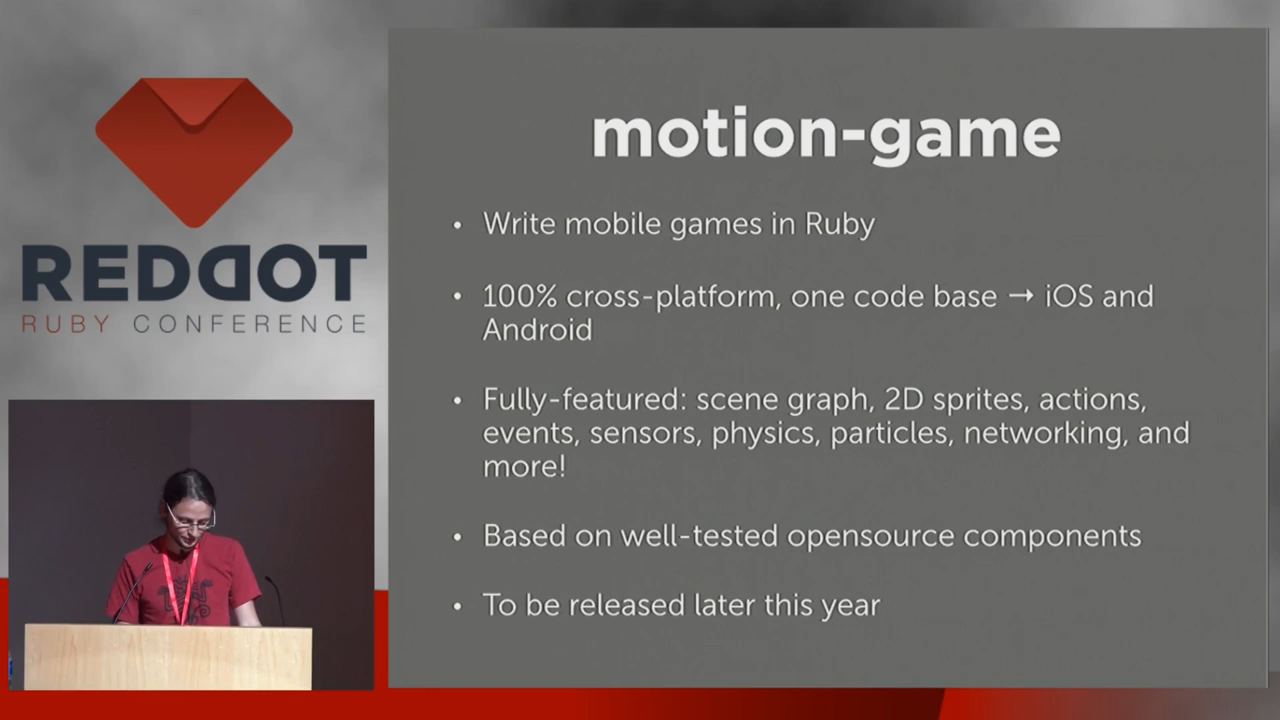 REDDOT
RUBY CONFERENCE
motion-game
• Write mobile games in Ruby
• 100% cross-platform, one code base → iOS and
Android
• Fully-featured: scene graph, 2D sprites, actions,
events, sensors, physics, particles, networking, and
more!
• Based on well-tested opensource components
• To be released later this year